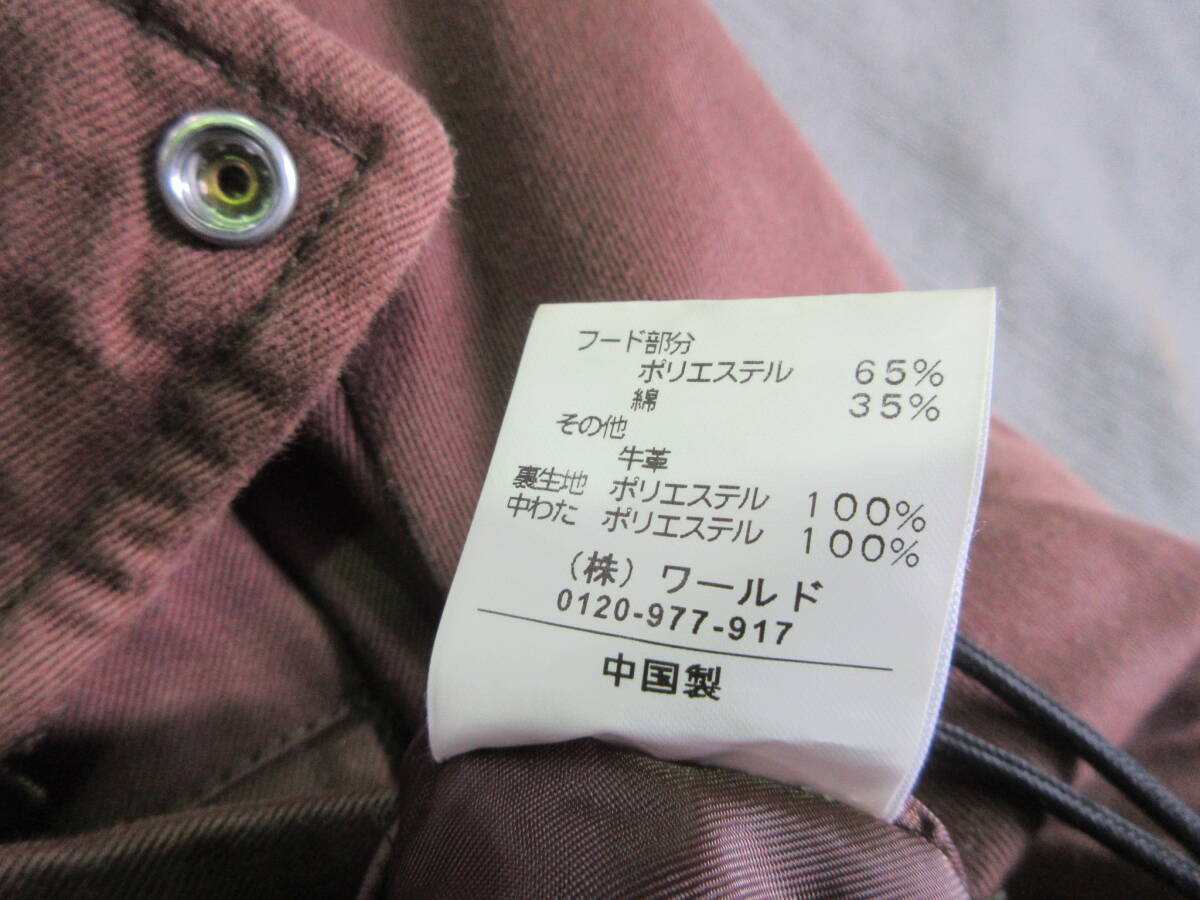 フード部分
ポリエステル 65%
綿 35%
その他
牛革
裏生地 ポリエステル 100%
中わた ポリエステル 100%
（株）ワールド
0120-977-917
中国製